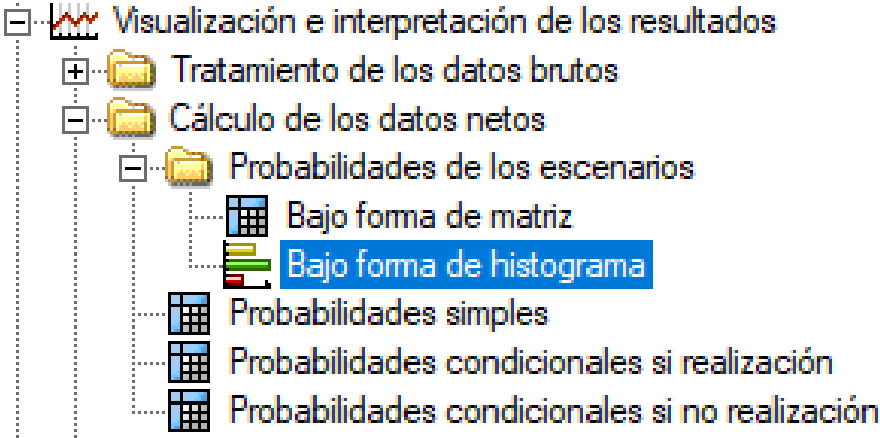 Visualización e interpretación de los resultados
Tratamiento de los datos brutos
Cálculo de los datos netos
Probabilidades de los escenarios
Bajo forma de matriz
Bajo forma de histograma
Probabilidades simples
Probabilidades condicionales si realización
Probabilidades condicionales si no realización